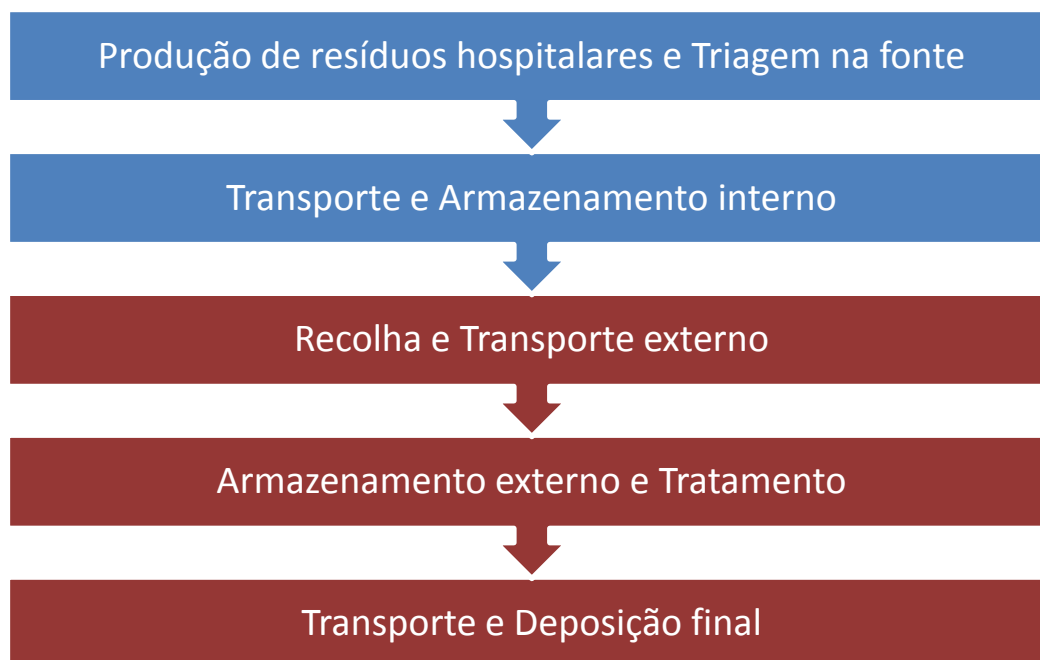 Produção de resíduos hospitalares e Triagem na fonte
Transporte e Armazenamento interno
Recolha e Transporte externo
Armazenamento externo e Tratamento
Transporte e Deposição final